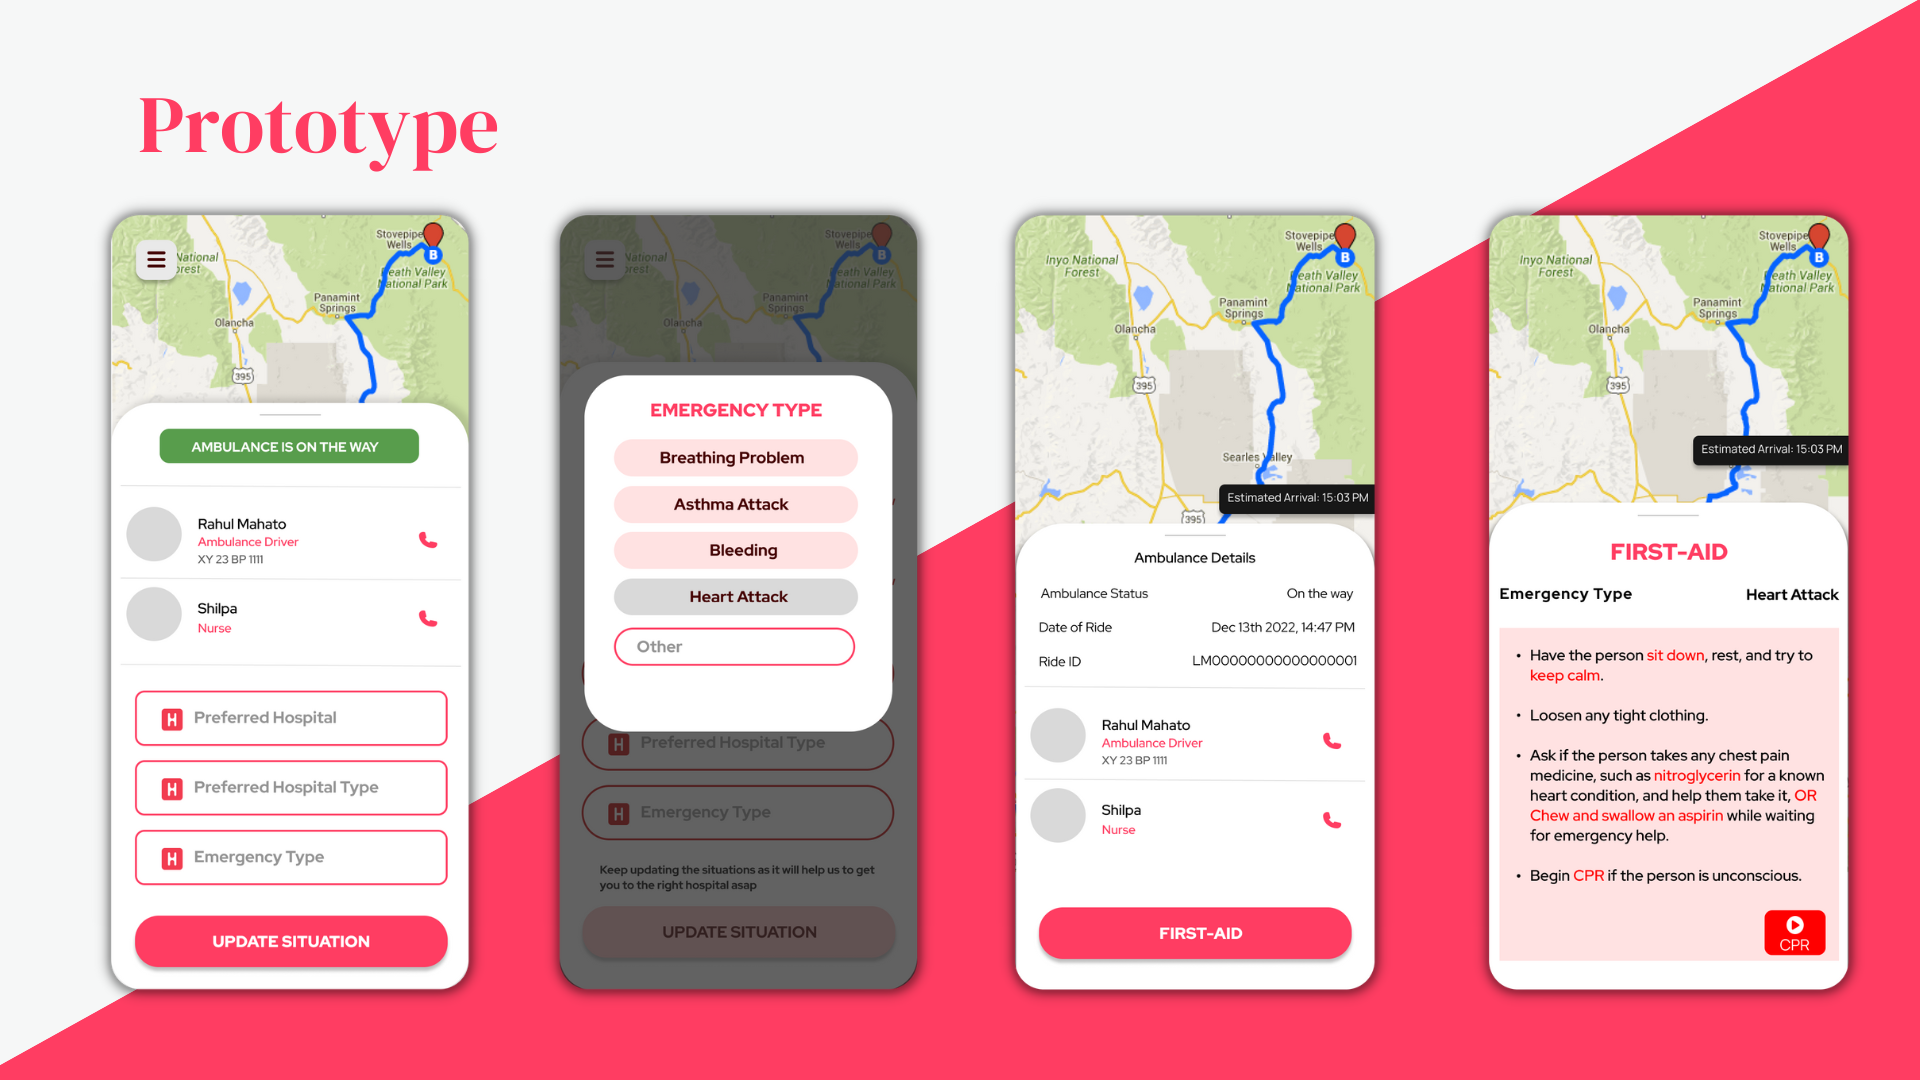 Prototype
Stovepipe
Wells
National
orest
Death Valley
National Park
Panamint
Springs
Olancha
395
B
AMBULANCE IS ON THE WAY
Rahul Mahato
Ambulance Driver
XY 23 BP 1111
Shilpa
Nurse
H Preferred Hospital
H Preferred Hospital Type
H Emergency Type
UPDATE SITUATION
Stovepipe
Wells
National
orest
Death Valley
National Park
Panamint
Springs
Olancha
395
B
EMERGENCY TYPE
Breathing Problem
Asthma Attack
Bleeding
Heart Attack
Other
H Preferred Hospital Type
H Emergency Type
Keep updating the situations as it will help us to get
you to the right hospital asap
UPDATE SITUATION
Stovepipe
Wells
B
Inyo National
Forest
Death Valley
National Park
Panamint
Springs
Olancha
395
Searles Valley
Estimated Arrival: 15:03 PM
395
Ambulance Details
Ambulance Status On the way
Date of Ride Dec 13th 2022, 14:47 PM
Ride ID LM00000000000000001
Rahul Mahato
Ambulance Driver
XY 23 BP 1111
Shilpa
Nurse
FIRST-AID
Stovepipe
Wells
B
Inyo National
Forest
Death Valley
National Park
Panamint
Springs
Olancha
395
Estimated Arrival: 15:03 PM
FIRST-AID
Emergency Type Heart Attack
• Have the person sit down, rest, and try to
keep calm.
• Loosen any tight clothing.
• Ask if the person takes any chest pain
medicine, such as nitroglycerin for a known
heart condition, and help them take it, OR
Chew and swallow an aspirin while waiting
for emergency help.
• Begin CPR if the person is unconscious.
CPR